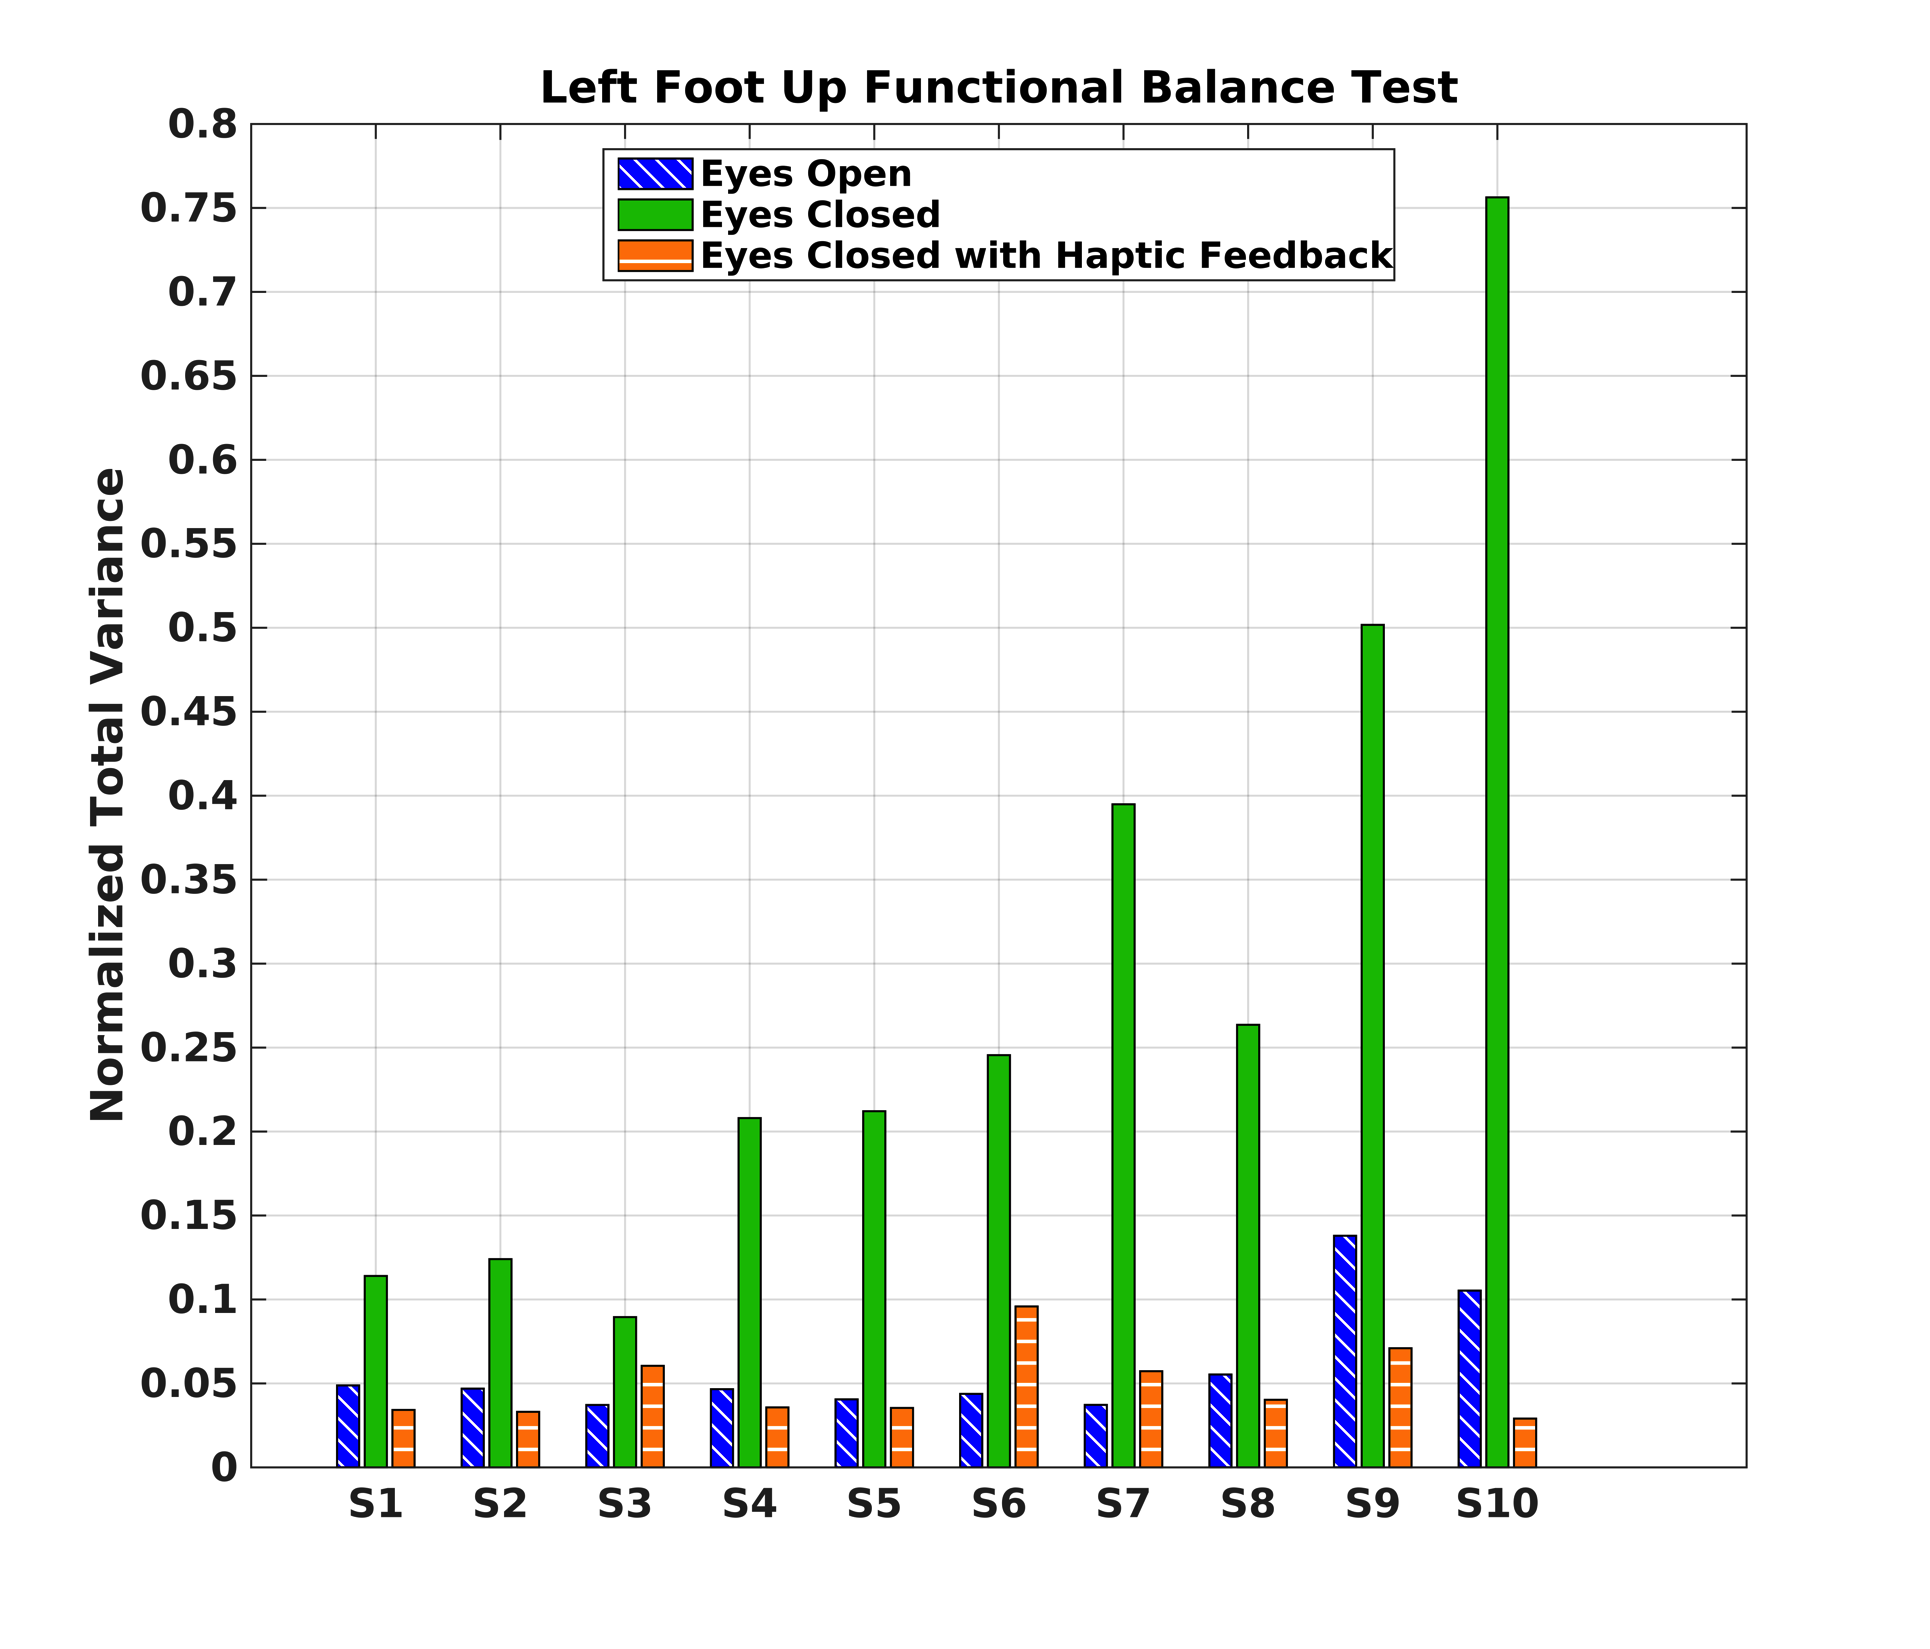 Left Foot Up Functional Balance Test
Eyes Open
Eyes Closed
Eyes Closed with Haptic Feedback
Normalized Total Variance
0.8
0.75
0.7
0.65
0.6
0.55
0.5
0.45
0.4
0.35
0.3
0.25
0.2
0.15
0.1
0.05
0
S1 S2 S3 S4 S5 S6 S7 S8 S9 S10